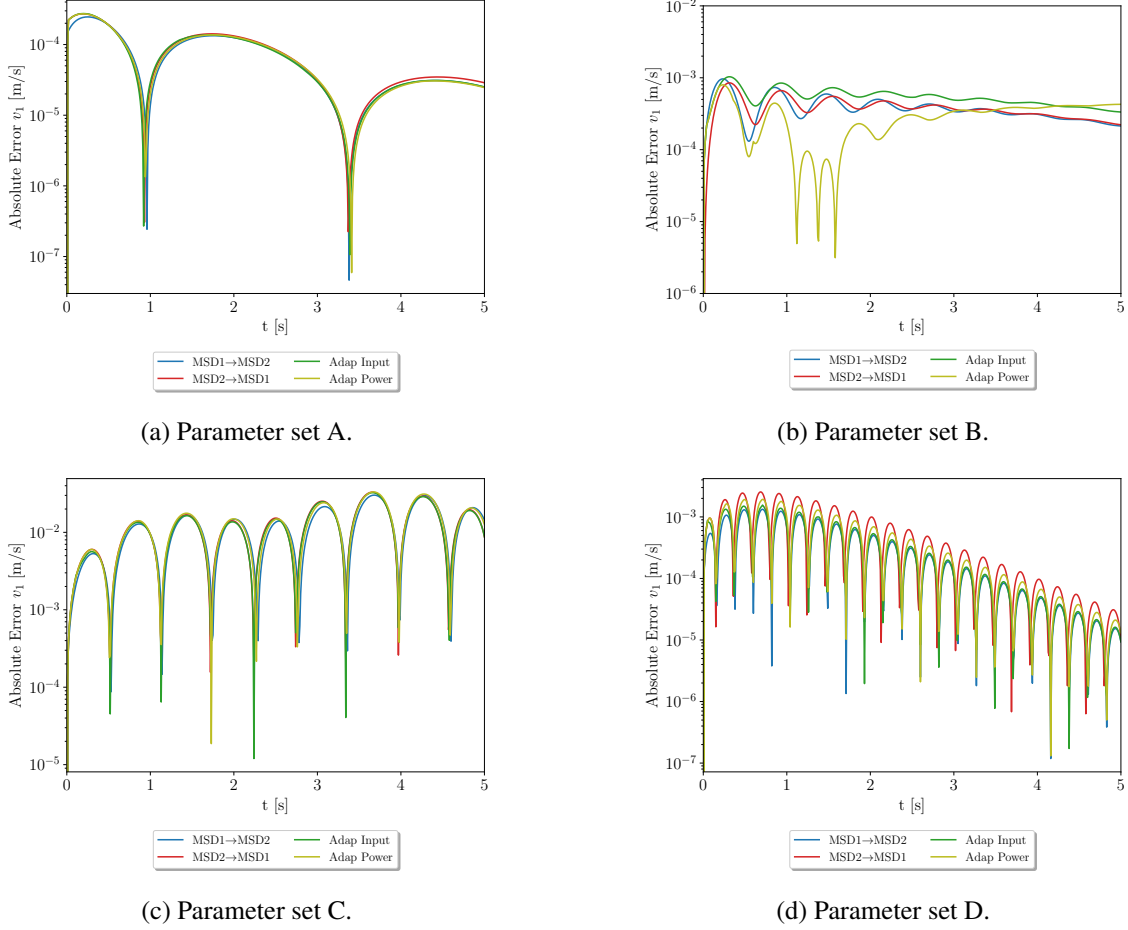 Absolute Error v₁ [m/s]
10⁻⁴
10⁻⁵
10⁻⁶
10⁻⁷
0 1 2 3 4 5
t [s]
MSD1→MSD2 Adap Input
MSD2→MSD1 Adap Power
(a) Parameter set A.
Absolute Error v₁ [m/s]
10⁻²
10⁻³
10⁻⁴
10⁻⁵
10⁻⁶
0 1 2 3 4 5
t [s]
MSD1→MSD2 Adap Input
MSD2→MSD1 Adap Power
(b) Parameter set B.
Absolute Error v₁ [m/s]
10⁻²
10⁻³
10⁻⁴
10⁻⁵
0 1 2 3 4 5
t [s]
MSD1→MSD2 Adap Input
MSD2→MSD1 Adap Power
(c) Parameter set C.
Absolute Error v₁ [m/s]
10⁻³
10⁻⁴
10⁻⁵
10⁻⁶
10⁻⁷
0 1 2 3 4 5
t [s]
MSD1→MSD2 Adap Input
MSD2→MSD1 Adap Power
(d) Parameter set D.